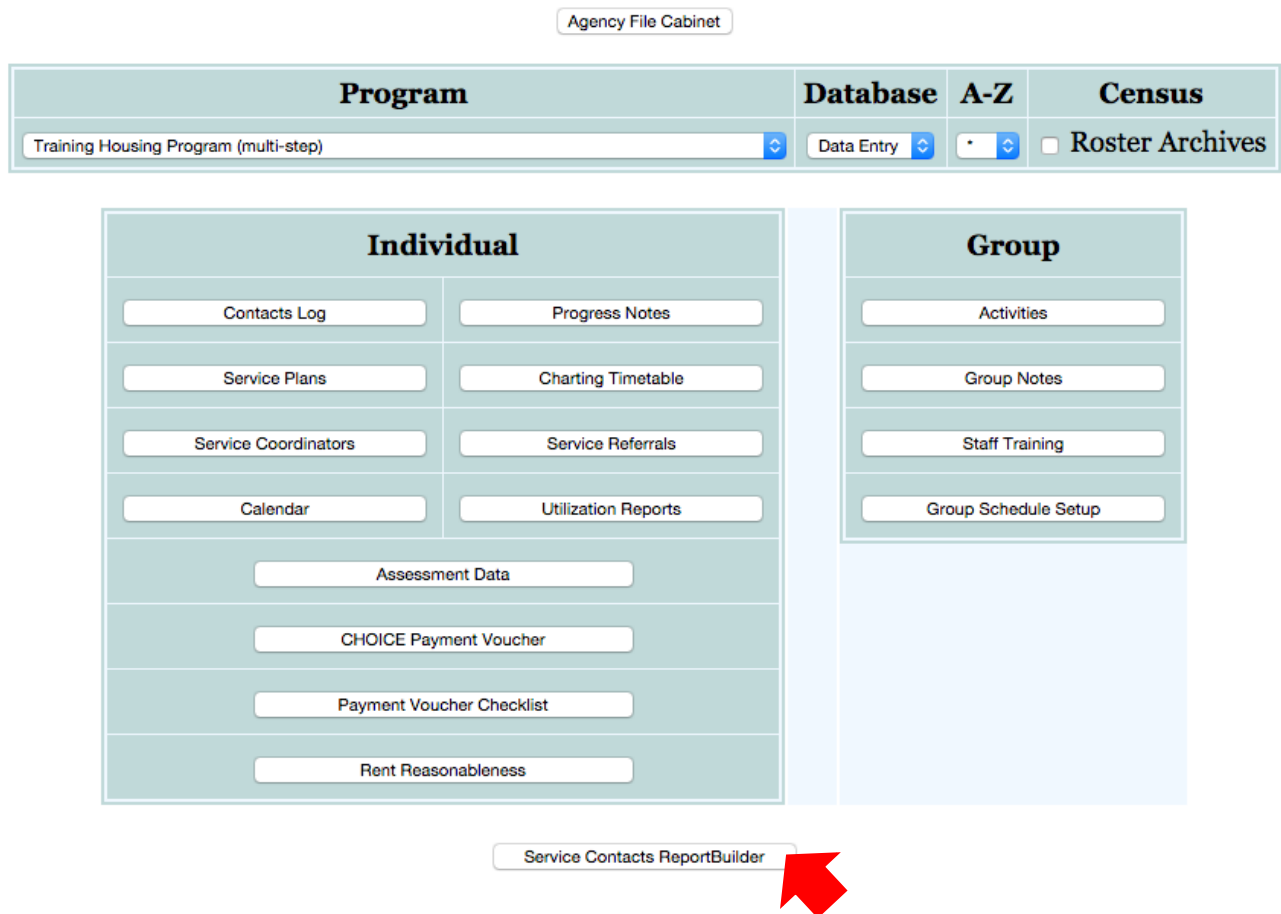 Agency File Cabinet
Program Database A-Z Census
Training Housing Program (multi-step) Data Entry * Roster Archives
Individual Group
Contacts Log Progress Notes Activities
Service Plans Charting Timetable Group Notes
Service Coordinators Service Referrals Staff Training
Calendar Utilization Reports Group Schedule Setup
Assessment Data
CHOICE Payment Voucher
Payment Voucher Checklist
Rent Reasonableness
Service Contacts ReportBuilder